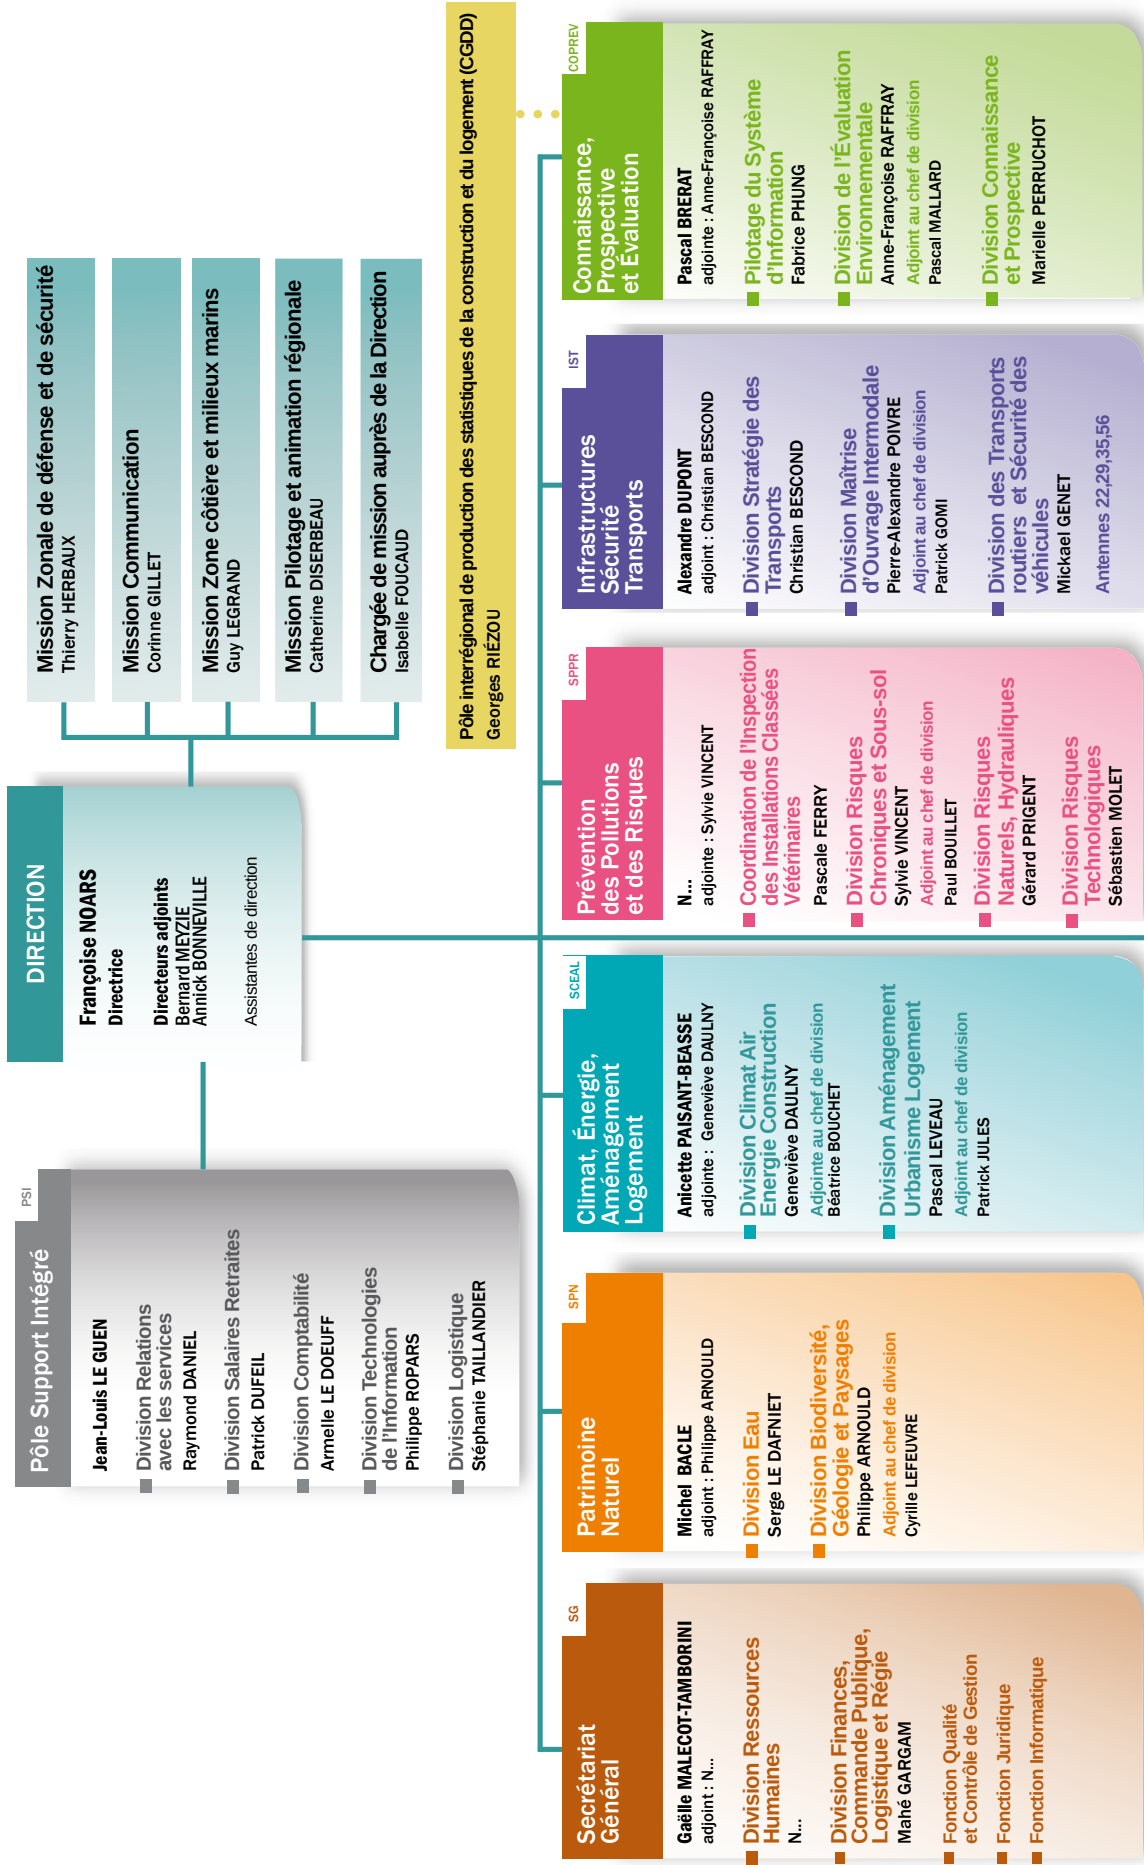 DIRECTION
Françoise NOARS
Directrice
Directeurs adjoints
Bernard MEYZIE
Annick BONNEVILLE
Assistantes de direction
Pôle Support Intégré
PSI
Jean-Louis LE GUEN
Division Relations
avec les services
Raymond DANIEL
Division Salaires Retraites
Patrick DUFEIL
Division Comptabilité
Armelle LE DOEUFF
Division Technologies
de l'Information
Philippe ROPARS
Division Logistique
Stéphanie TAILLANDIER
Mission Zonale de défense et de sécurité
Thierry HERBAUX
Mission Communication
Corinne GILLET
Mission Zone côtière et milieux marins
Guy LEGRAND
Mission Pilotage et animation régionale
Catherine DISERBEAU
Chargée de mission auprès de la Direction
Isabelle FOUCAUD
Pôle interrégional de production des statistiques de la construction et du logement (CGDD)
Georges RIÉZOU
Secrétariat
Général
SG
Gaëlle MALECOT-TAMBORINI
adjoint : N...
Division Ressources
Humaines
N...
Division Finances,
Commande Publique,
Logistique et Régie
Mahé GARGAM
Fonction Qualité
et Contrôle de Gestion
Fonction Juridique
Fonction Informatique
Patrimoine
Naturel
SPN
Michel BACLE
adjoint : Philippe ARNOULD
Division Eau
Serge LE DAFNIET
Division Biodiversité,
Géologie et Paysages
Philippe ARNOULD
Adjoint au chef de division
Cyrille LEFEUVRE
Climat, Énergie,
Aménagement
Logement
SCEAL
Anicette PAISANT-BEASSE
adjointe : Geneviève DAULNY
Division Climat Air
Energie Construction
Geneviève DAULNY
Adjointe au chef de division
Béatrice BOUCHET
Division Aménagement
Urbanisme Logement
Pascal LEVEAU
Adjoint au chef de division
Patrick JULES
Prévention
des Pollutions
et des Risques
SPPR
N...
adjointe : Sylvie VINCENT
Coordination de l'Inspection
des Installations Classées
Vétérinaires
Pascale FERRY
Division Risques
Chroniques et Sous-sol
Sylvie VINCENT
Adjoint au chef de division
Paul BOUILLET
Division Risques
Naturels, Hydrauliques
Gérard PRIGENT
Division Risques
Technologiques
Sébastien MOLET
Infrastructures
Sécurité
Transports
IST
Alexandre DUPONT
adjoint : Christian BESCOND
Division Stratégie des
Transports
Christian BESCOND
Division Maîtrise
d'Ouvrage Intermodale
Pierre-Alexandre POIVRE
Adjoint au chef de division
Patrick GOMI
Division des Transports
routiers et Sécurité des
véhicules
Mickael GENET
Antennes 22,29,35,56
Connaissance,
Prospective
et Évaluation
COPREV
Pascal BRERAT
adjointe : Anne-Françoise RAFFRAY
Pilotage du Système
d'Information
Fabrice PHUNG
Division de l'Évaluation
Environnementale
Anne-Françoise RAFFRAY
Adjoint au chef de division
Pascal MALLARD
Division Connaissance
et Prospective
Marielle PERRUCHOT